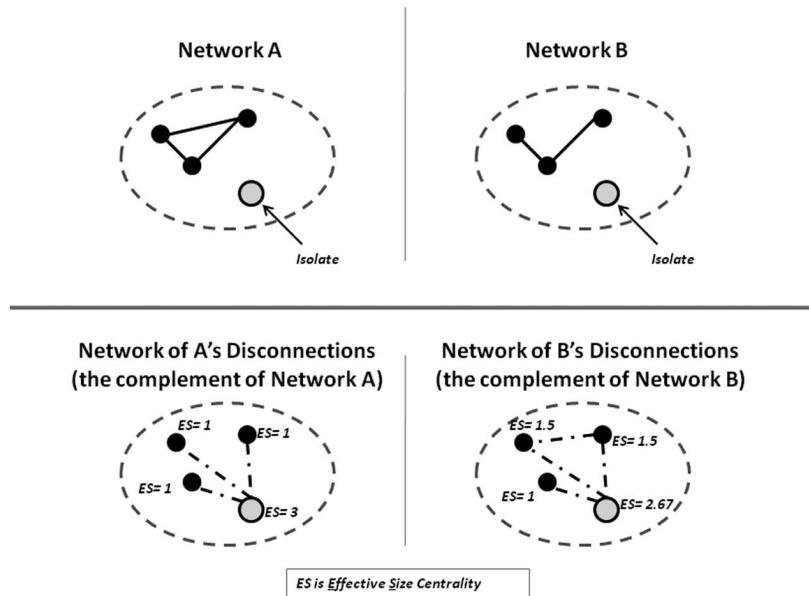 Network A
Network B
Isolate
Isolate
Network of A's Disconnections
(the complement of Network A)
Network of B's Disconnections
(the complement of Network B)
ES= 1
ES= 1
ES= 1
ES= 3
ES= 1.5
ES= 1.5
ES= 1
ES= 2.67
ES is Effective Size Centrality